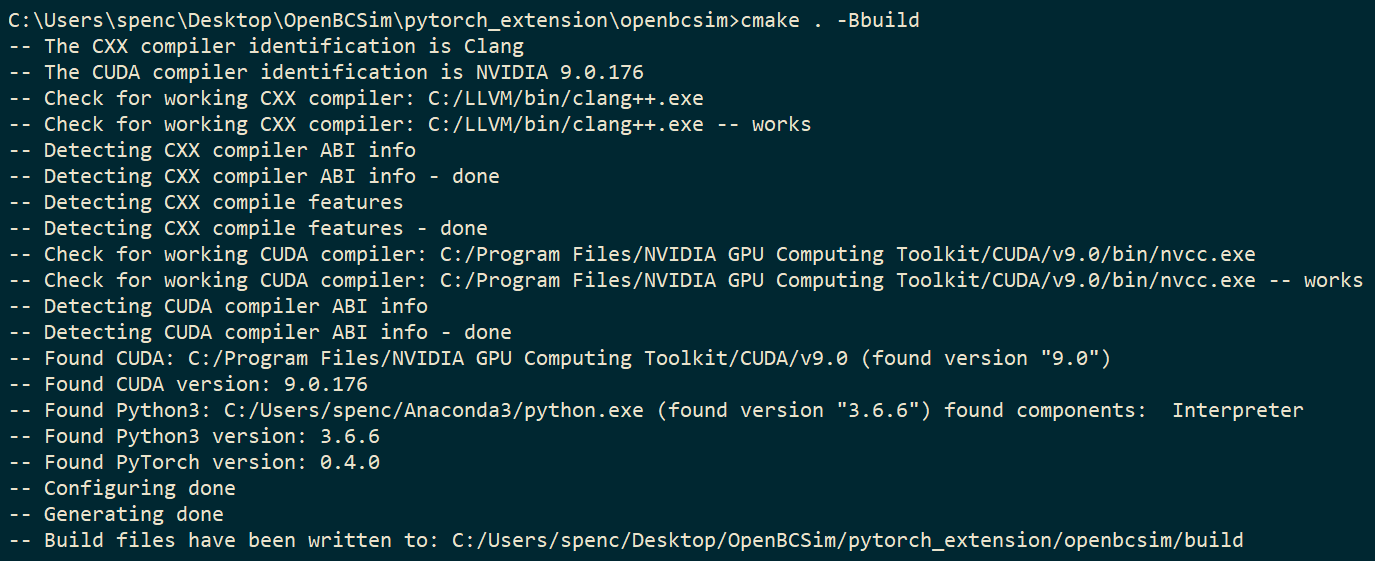 C:\Users\spenc\Desktop\OpenBCSim\pytorch_extension\openbcsim>cmake . -Bbuild
-- The CXX compiler identification is Clang
-- The CUDA compiler identification is NVIDIA 9.0.176
-- Check for working CXX compiler: C:/LLVM/bin/clang++.exe
-- Check for working CXX compiler: C:/LLVM/bin/clang++.exe -- works
-- Detecting CXX compiler ABI info
-- Detecting CXX compiler ABI info - done
-- Detecting CXX compile features
-- Detecting CXX compile features - done
-- Check for working CUDA compiler: C:/Program Files/NVIDIA GPU Computing Toolkit/CUDA/v9.0/bin/nvcc.exe
-- Check for working CUDA compiler: C:/Program Files/NVIDIA GPU Computing Toolkit/CUDA/v9.0/bin/nvcc.exe -- works
-- Detecting CUDA compiler ABI info
-- Detecting CUDA compiler ABI info - done
-- Found CUDA: C:/Program Files/NVIDIA GPU Computing Toolkit/CUDA/v9.0 (found version "9.0")
-- Found CUDA version: 9.0.176
-- Found Python3: C:/Users/spenc/Anaconda3/python.exe (found version "3.6.6") found components:  Interpreter
-- Found Python3 version: 3.6.6
-- Found PyTorch version: 0.4.0
-- Configuring done
-- Generating done
-- Build files have been written to: C:/Users/spenc/Desktop/OpenBCSim/pytorch_extension/openbcsim/build